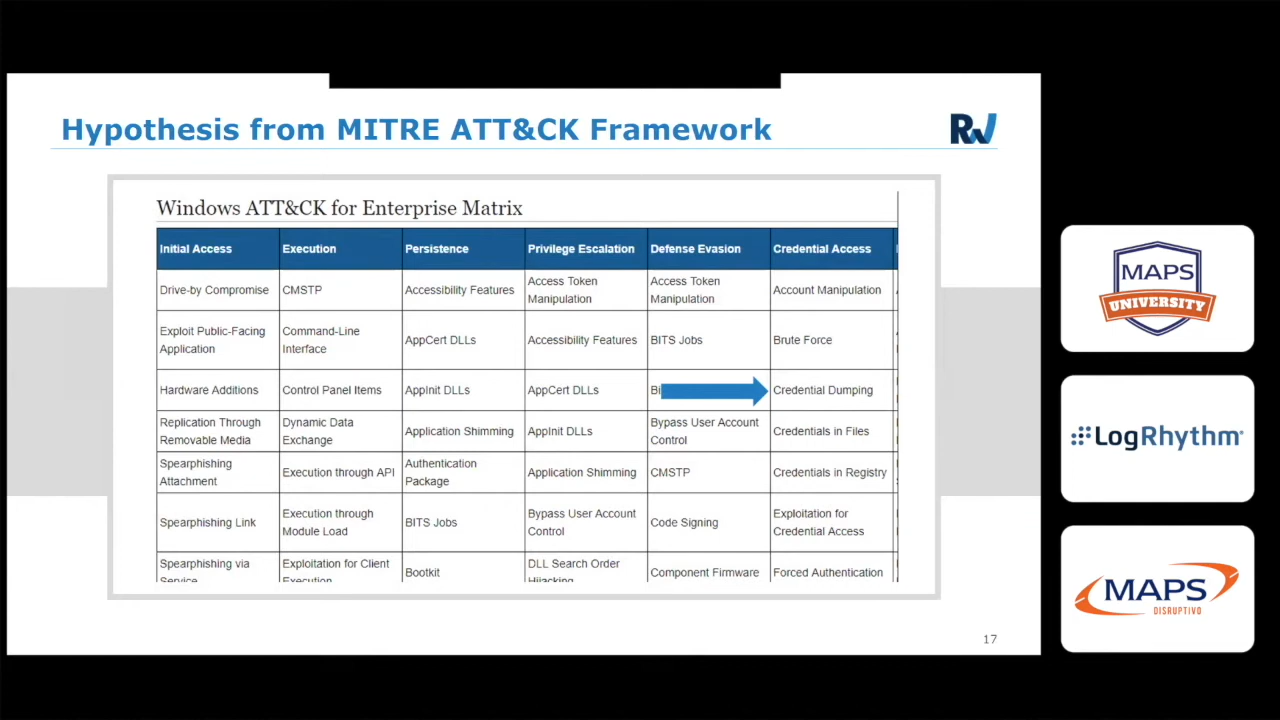 Hypothesis from MITRE ATT&CK Framework
RW
Windows ATT&CK for Enterprise Matrix
Initial Access Execution Persistence Privilege Escalation Defense Evasion Credential Access
Drive-by Compromise CMSTP Accessibility Features Access Token Manipulation Access Token Manipulation Account Manipulation
Exploit Public-Facing Application Command-Line Interface AppCert DLLs Accessibility Features BITS Jobs Brute Force
Hardware Additions Control Panel Items AppInit DLLs AppCert DLLs Bi Credential Dumping
Replication Through Removable Media Dynamic Data Exchange Application Shimming AppInit DLLs Bypass User Account Control Credentials in Files
Spearphishing Attachment Execution through API Authentication Package Application Shimming CMSTP Credentials in Registry
Spearphishing Link Execution through Module Load BITS Jobs Bypass User Account Control Code Signing Exploitation for Credential Access
Spearphishing via Service Exploitation for Client Execution Bootkit DLL Search Order Hijacking Component Firmware Forced Authentication
17
MAPS
UNIVERSITY
LogRhythm
MAPS
DISRUPTIVO